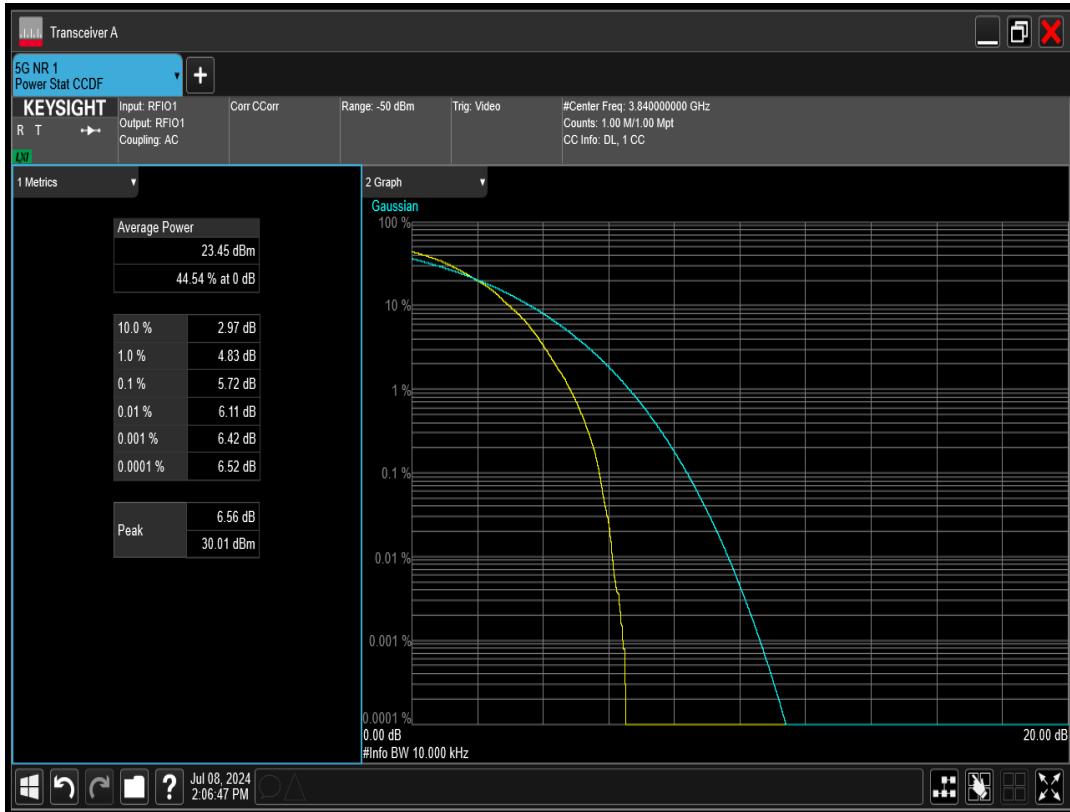 Transceiver A
5G NR 1
Power Stat CCDF
+
KEYSIGHT
R T
LXI
Input: RFIO1
Output: RFIO1
Coupling: AC
Corr CCorr
Range: -50 dBm
Trig: Video
#Center Freq: 3.840000000 GHz
Counts: 1.00 M/1.00 Mpt
CC Info: DL, 1 CC
1 Metrics
Average Power
23.45 dBm
44.54 % at 0 dB
10.0 % 2.97 dB
1.0 % 4.83 dB
0.1 % 5.72 dB
0.01 % 6.11 dB
0.001 % 6.42 dB
0.0001 % 6.52 dB
Peak
6.56 dB
30.01 dBm
2 Graph
Gaussian
100 %
10 %
1 %
0.1 %
0.01 %
0.001 %
0.0001 %
0.00 dB 20.00 dB
#Info BW 10.000 kHz
?
Jul 08, 2024
2:06:47 PM